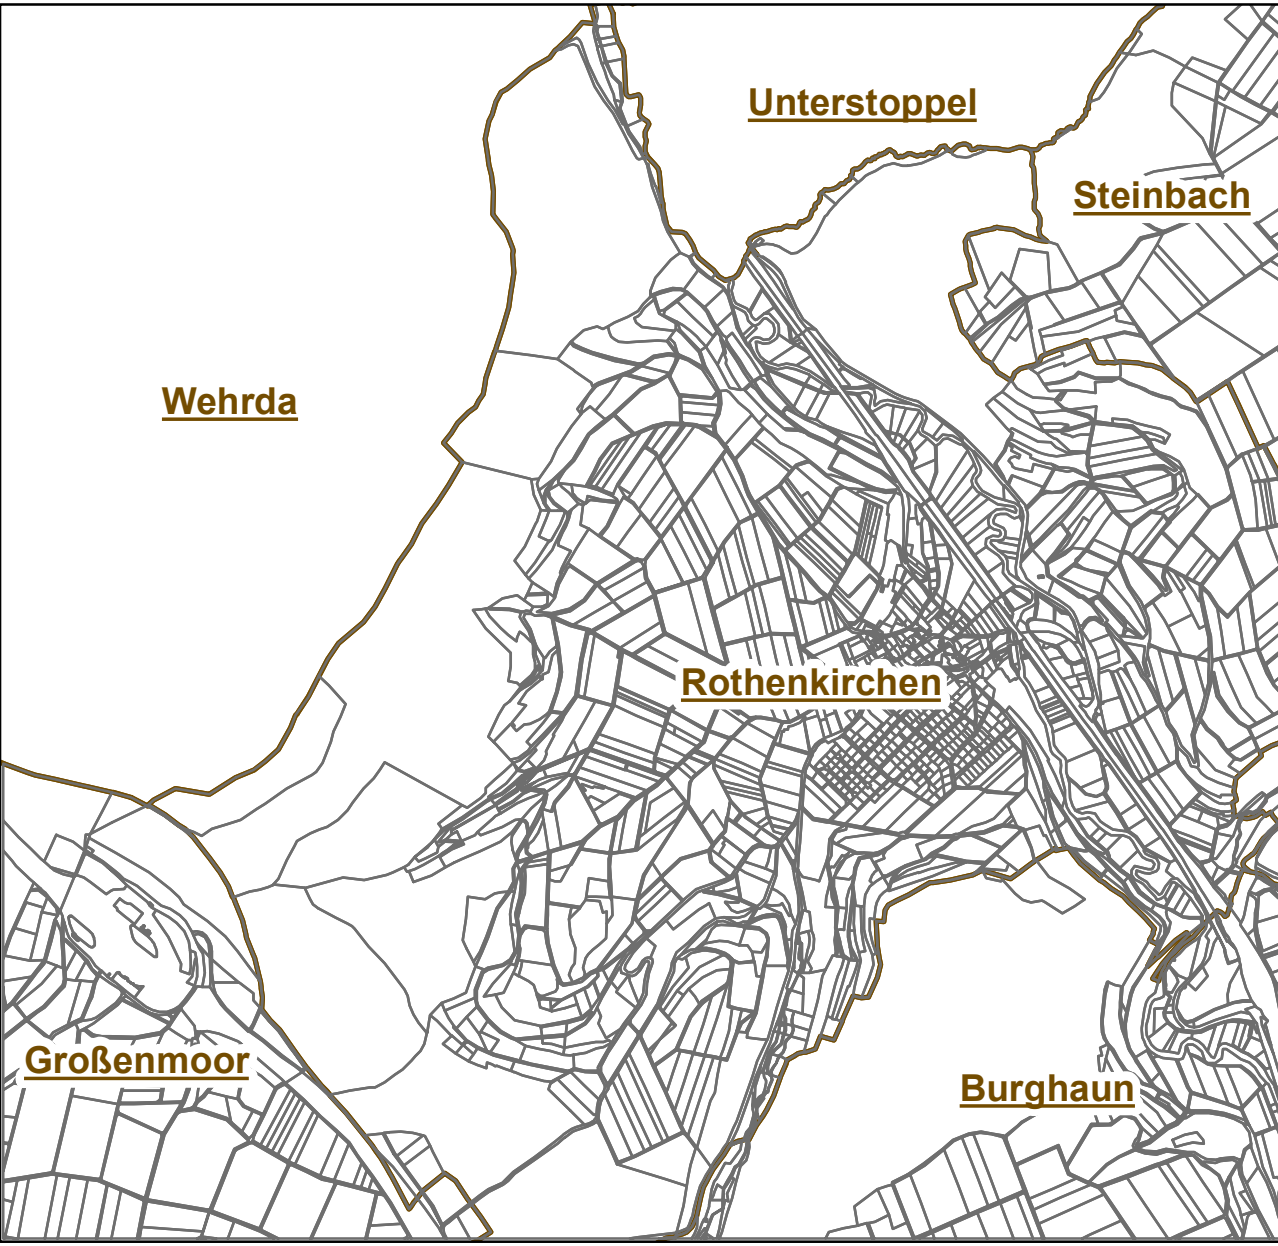 Unterstoppel
Steinbach
Wehrda
Rothenkirchen
Großenmoor
Burghaun